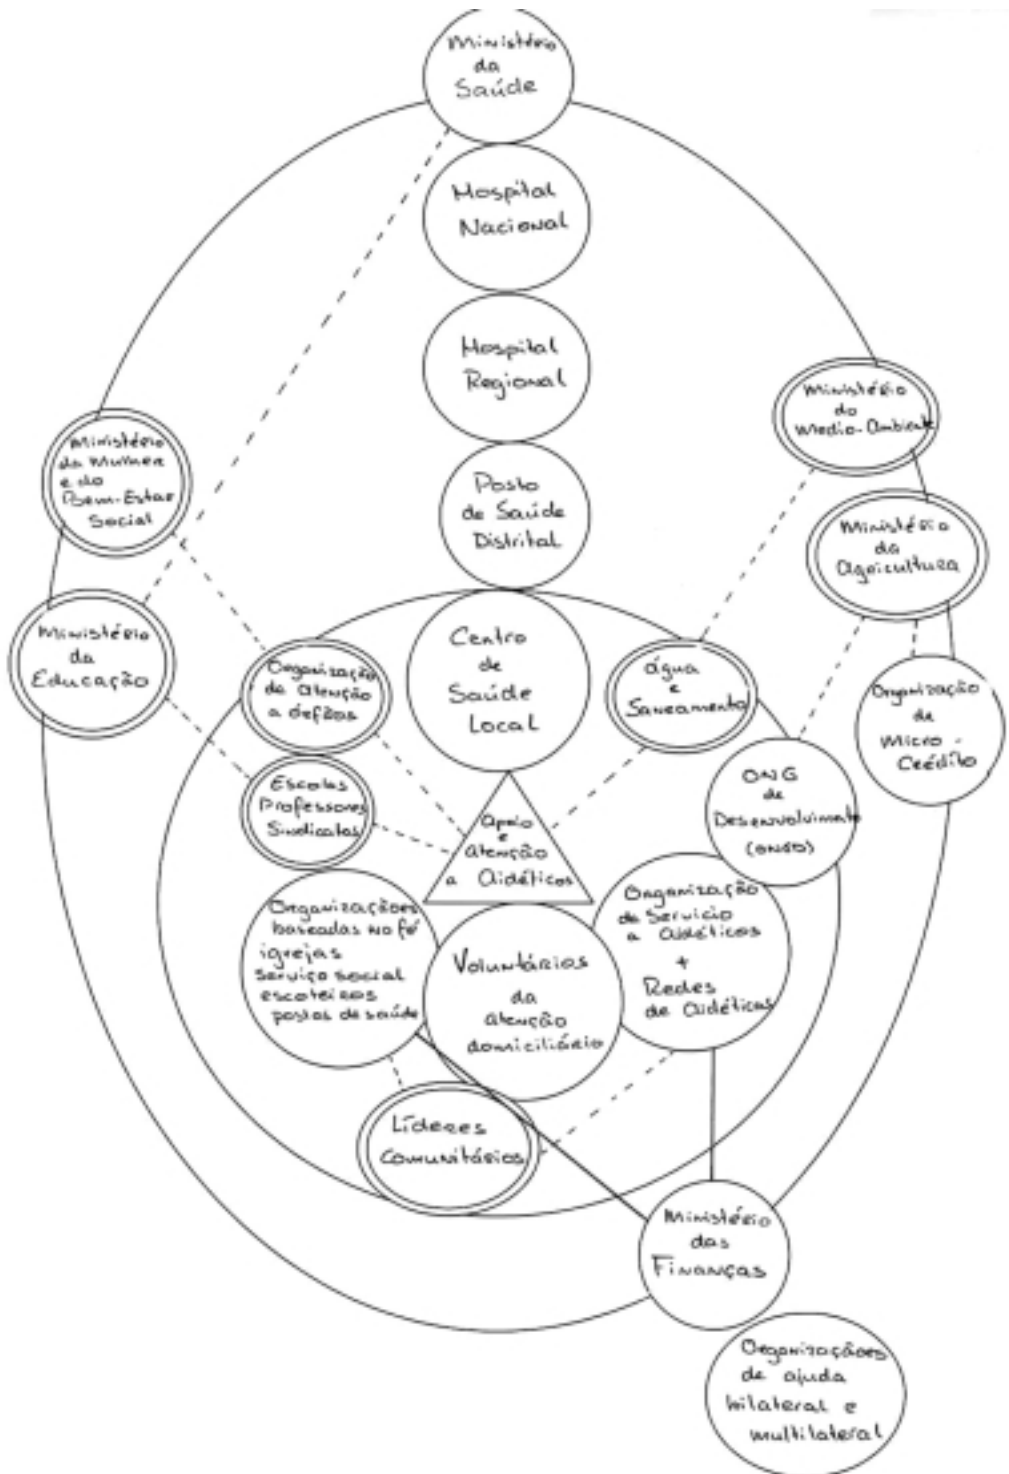 Ministério
da
Saúde
Hospital
Nacional
Hospital
Regional
Ministério
do
Medio-Ambiente
Ministério
da Mulher
e do
Bem-Estar
Social
Posto
de Saúde
Distrital
Ministério
da
Agricultura
Ministério
da
Educação
Organização
de Atenção
a órfãos
Centro
de
Saúde
Local
água
e
Saneamento
Organização
de
Micro-
Crédito
Escolas
Professores
Sindicatos
Apoio
e
Atenção
a Aidéticos
ONG
de
Desenvolvimento
(ONGD)
Organizações
baseadas na fé
igrejas
serviço social
escoteiros
postos de saúde
Voluntários
da
atenção
domiciliário
Organização
de Servicio
a aidéticos
+
Redes
de Aidéticos
Líderes
Comunitários
Ministério
das
Finanças
Organizações
de ajuda
bilateral e
multilateral